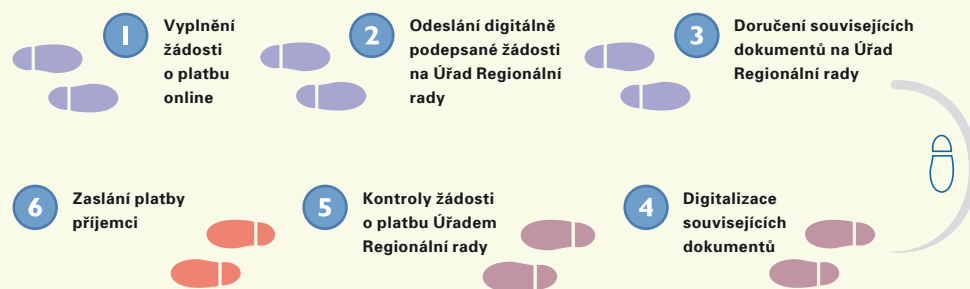 1
Vyplnění
žádosti
o platbu
online
2
Odeslání digitálně
podepsané žádosti
na Úřad Regionální
rady
3
Doručení souvisejících
dokumentů na Úřad
Regionální rady
4
Digitalizace
souvisejících
dokumentů
5
Kontroly žádosti
o platbu Úřadem
Regionální rady
6
Zaslání platby
příjemci